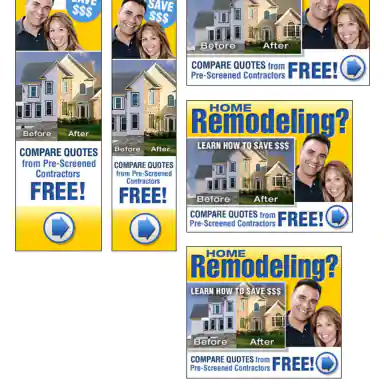 SAVE
$$$
Before After
COMPARE QUOTES
from Pre-Screened
Contractors
FREE!
SAVE
$$$
Before After
COMPARE QUOTES
from Pre-Screened
Contractors
FREE!
Before After
COMPARE QUOTES from
Pre-Screened Contractors
FREE!
HOME
Remodeling?
LEARN HOW TO SAVE $$$
Before After
COMPARE QUOTES from
Pre-Screened Contractors
FREE!
HOME
Remodeling?
LEARN HOW TO SAVE $$$
Before After
COMPARE QUOTES from
Pre-Screened Contractors
FREE!